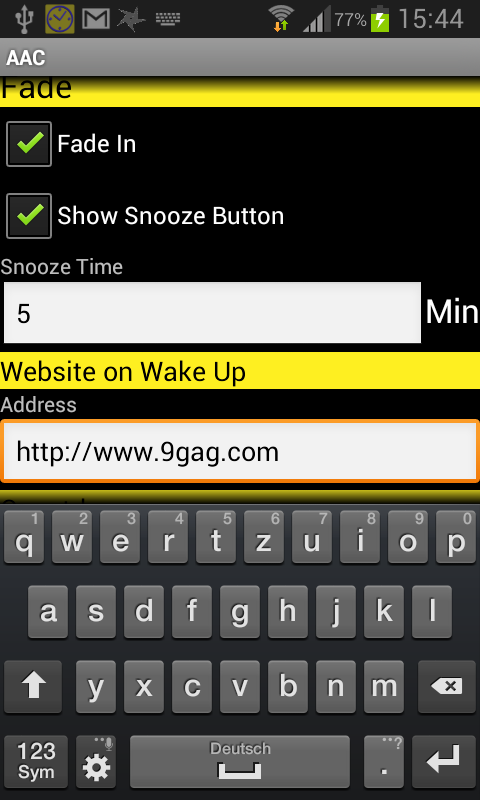 77% 15:44
AAC
Fade
Fade In
Show Snooze Button
Snooze Time
5 Min
Website on Wake Up
Address
http://www.9gag.com
1 2 3 4 5 6 7 8 9 0
q w e r t z u i o p
a s d f g h j k l
y x c v b n m
123 Sym Deutsch . ?